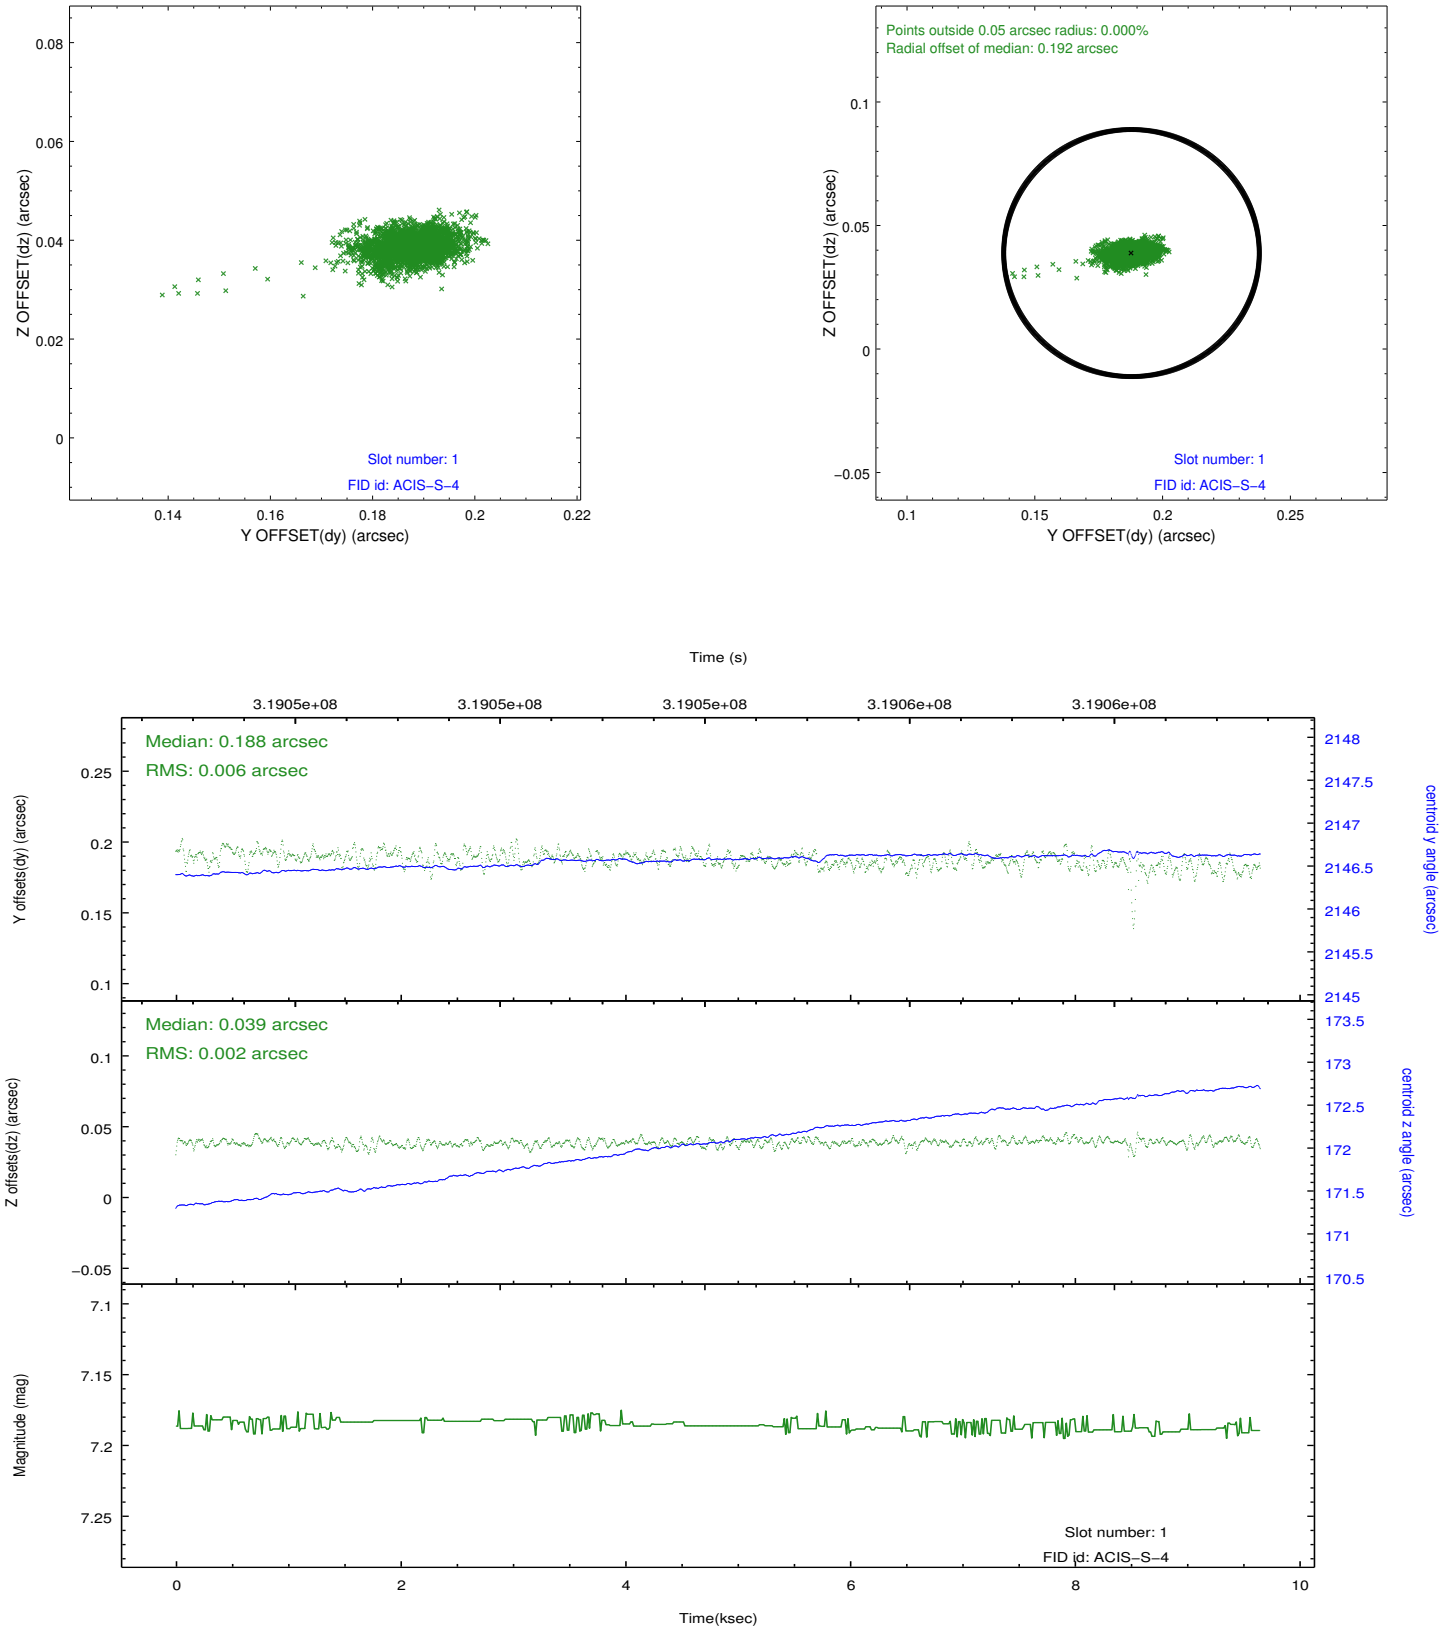 0.08
0.06
0.04
0.02
0
Z OFFSET(dz) (arcsec)
Slot number: 1
FID id: ACIS−S−4
0.14 0.16 0.18 0.2 0.22
Y OFFSET(dy) (arcsec)
Points outside 0.05 arcsec radius: 0.000%
Radial offset of median: 0.192 arcsec
0.1
0.05
0
−0.05
Z OFFSET(dz) (arcsec)
Slot number: 1
FID id: ACIS−S−4
0.1 0.15 0.2 0.25
Y OFFSET(dy) (arcsec)
Time (s)
3.1905e+08 3.1905e+08 3.1905e+08 3.1906e+08 3.1906e+08
Median: 0.188 arcsec
RMS: 0.006 arcsec
0.25
0.2
0.15
0.1
Y offsets(dy) (arcsec)
2148
2147.5
2147
2146.5
2146
2145.5
2145
centroid y angle (arcsec)
Median: 0.039 arcsec
RMS: 0.002 arcsec
0.1
0.05
0
−0.05
Z offsets(dz) (arcsec)
173.5
173
172.5
172
171.5
171
170.5
centroid z angle (arcsec)
7.1
7.15
7.2
7.25
Magnitude (mag)
Slot number: 1
FID id: ACIS−S−4
0 2 4 6 8 10
Time(ksec)